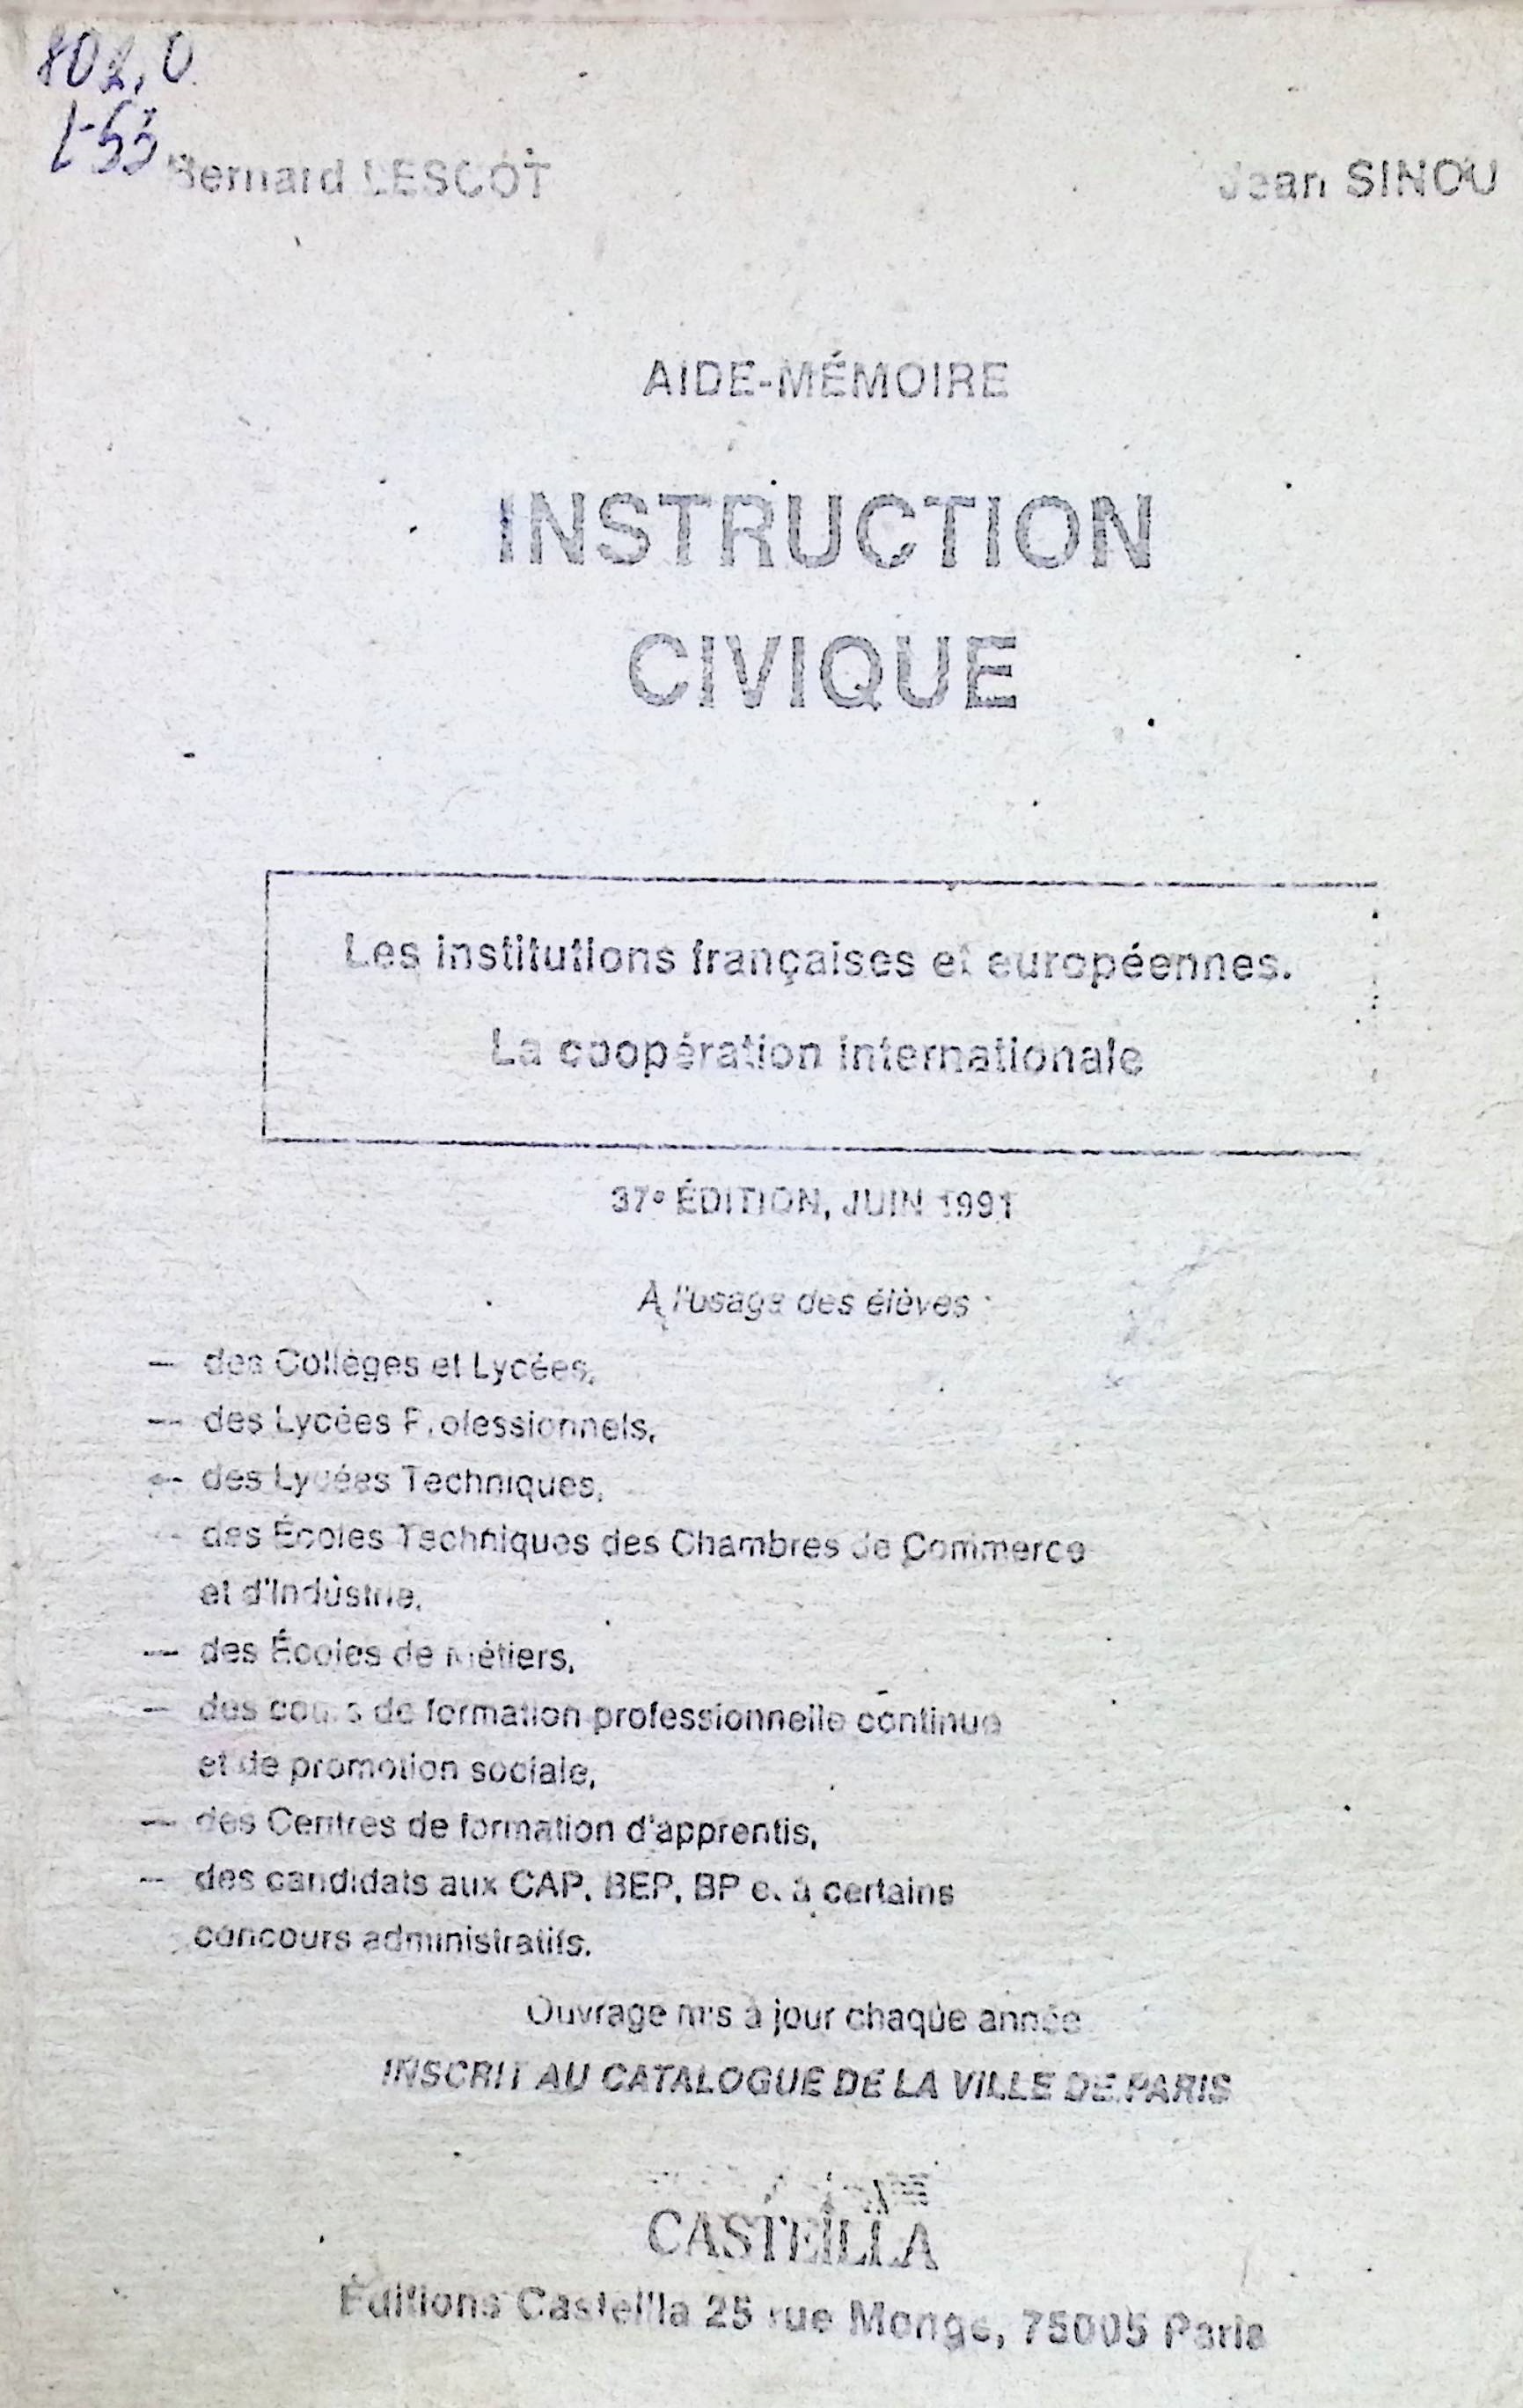 802.0
L-53
Bernard LESCOT
Jean SINOU
AIDE-MÉMOIRE
INSTRUCTION
CIVIQUE
Les institutions françaises et européennes.
La coopération internationale
37e ÉDITION, JUIN 1991
À l'usage des élèves :
— des Collèges et Lycées,
— des Lycées Professionnels,
— des Lycées Techniques,
— des Écoles Techniques des Chambres de Commerce
et d'Industrie,
— des Écoles de Métiers,
— des cours de formation professionnelle continue
et de promotion sociale,
— des Centres de formation d'apprentis,
— des candidats aux CAP, BEP, BP et à certains
concours administratifs.
Ouvrage mis à jour chaque année
INSCRIT AU CATALOGUE DE LA VILLE DE PARIS
CASTEILLA
Éditions Casteilla 25 rue Monge, 75005 Paris